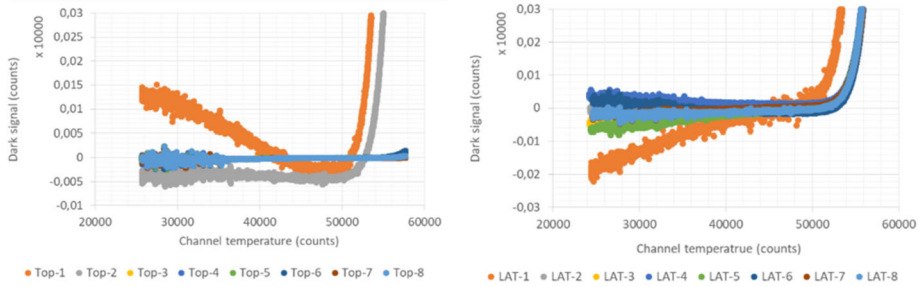 x 10000
Dark signal (counts)
0,03
0,02
0,015
0,01
0,005
0
-0,005
-0,01
20000 30000 40000 50000 60000
Channel temperature (counts)
Top-1 Top-2 Top-3 Top-4 Top-5 Top-6 Top-7 Top-8
x 10000
Dark signal (counts)
0,03
0,02
0,01
0
-0,01
-0,02
-0,03
20000 30000 40000 50000 60000
Channel temperatrue (counts)
LAT-1 LAT-2 LAT-3 LAT-4 LAT-5 LAT-6 LAT-7 LAT-8